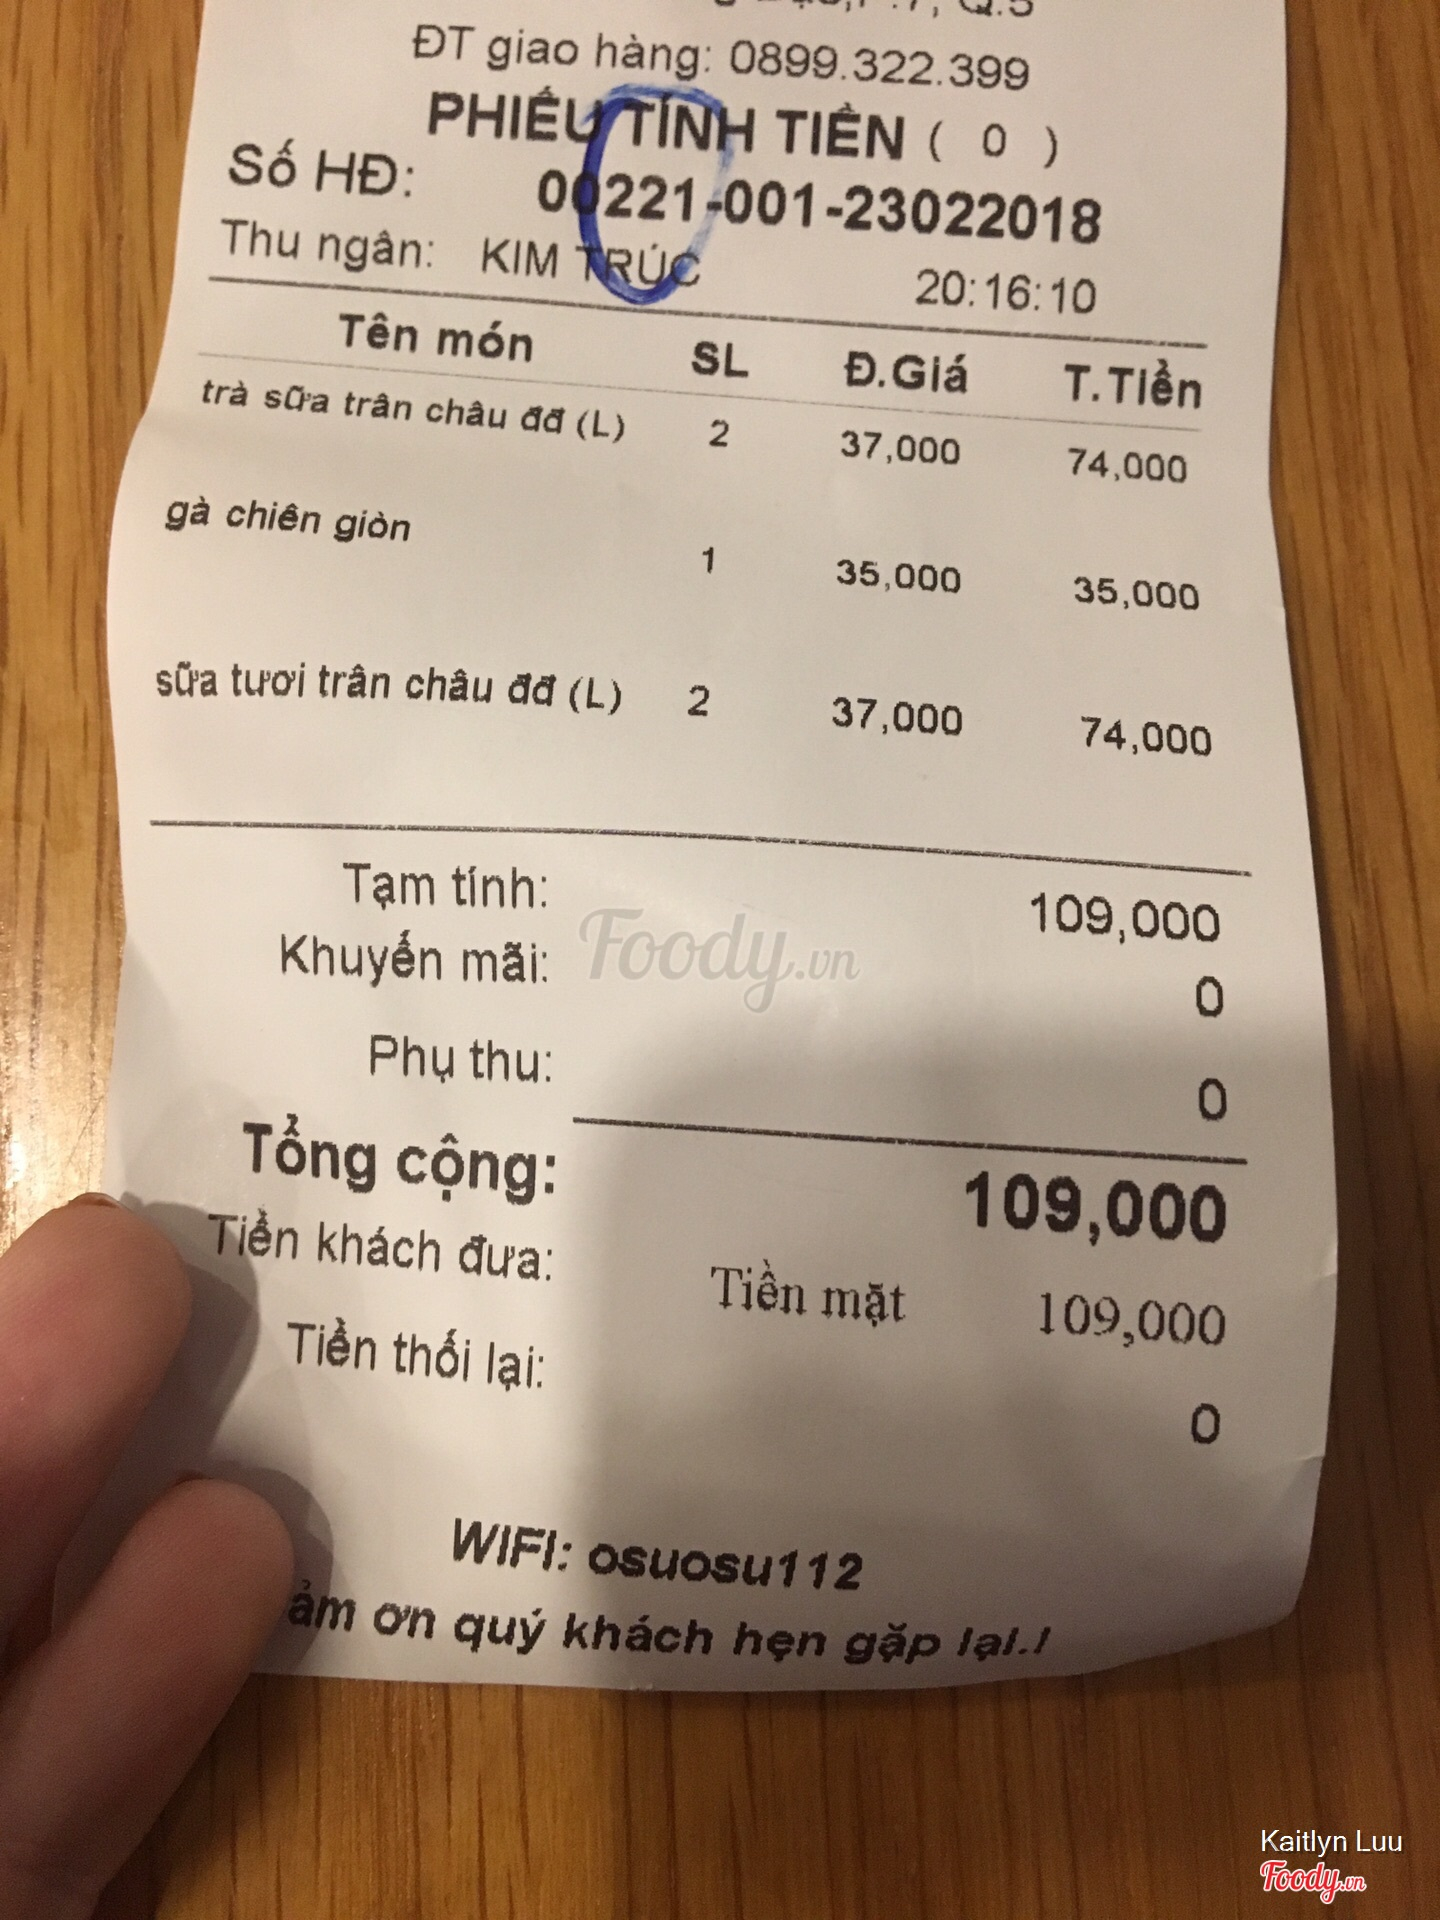 P.7, Q.5
ĐT giao hàng: 0899.322.399
PHIẾU TÍNH TIỀN ( 0 )
Số HĐ: 00221-001-23022018
Thu ngân: KIM TRÚC 20:16:10
Tên món SL Đ.Giá T.Tiền
trà sữa trân châu đđ (L) 2 37,000 74,000
gà chiên giòn 1 35,000 35,000
sữa tươi trân châu đđ (L) 2 37,000 74,000
Tạm tính: 109,000
Khuyến mãi: 0
Phụ thu: 0
Tổng cộng: 109,000
Tiền khách đưa: Tiền mặt 109,000
Tiền thối lại: 0
WIFI: osuosu112
ảm ơn quý khách hẹn gặp lại.!
Foody.vn
Kaitlyn Luu
Foody.vn